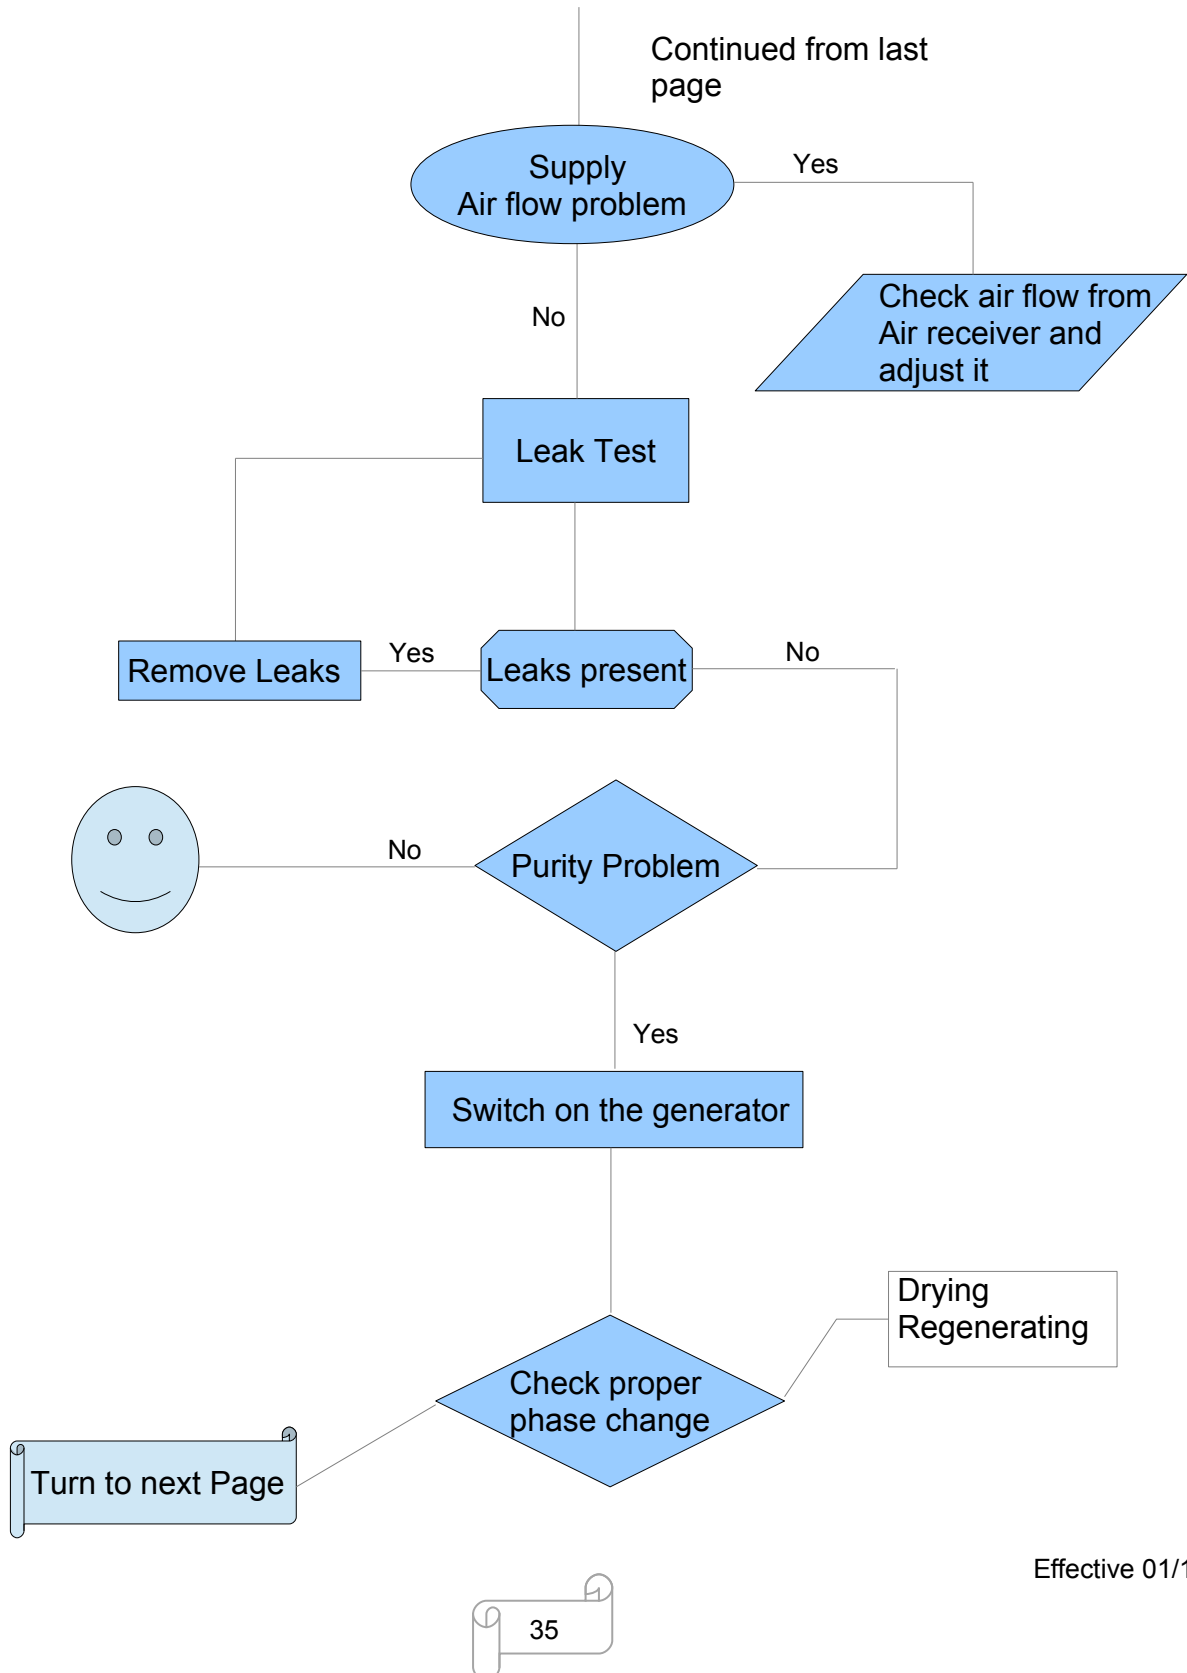 Continued from last
page
Supply
Air flow problem
Yes
Check air flow from
Air receiver and
adjust it
No
Leak Test
Remove Leaks
Yes
Leaks present
No
No
Purity Problem
Yes
Switch on the generator
Drying
Regenerating
Check proper
phase change
Turn to next Page
Effective 01/1
35